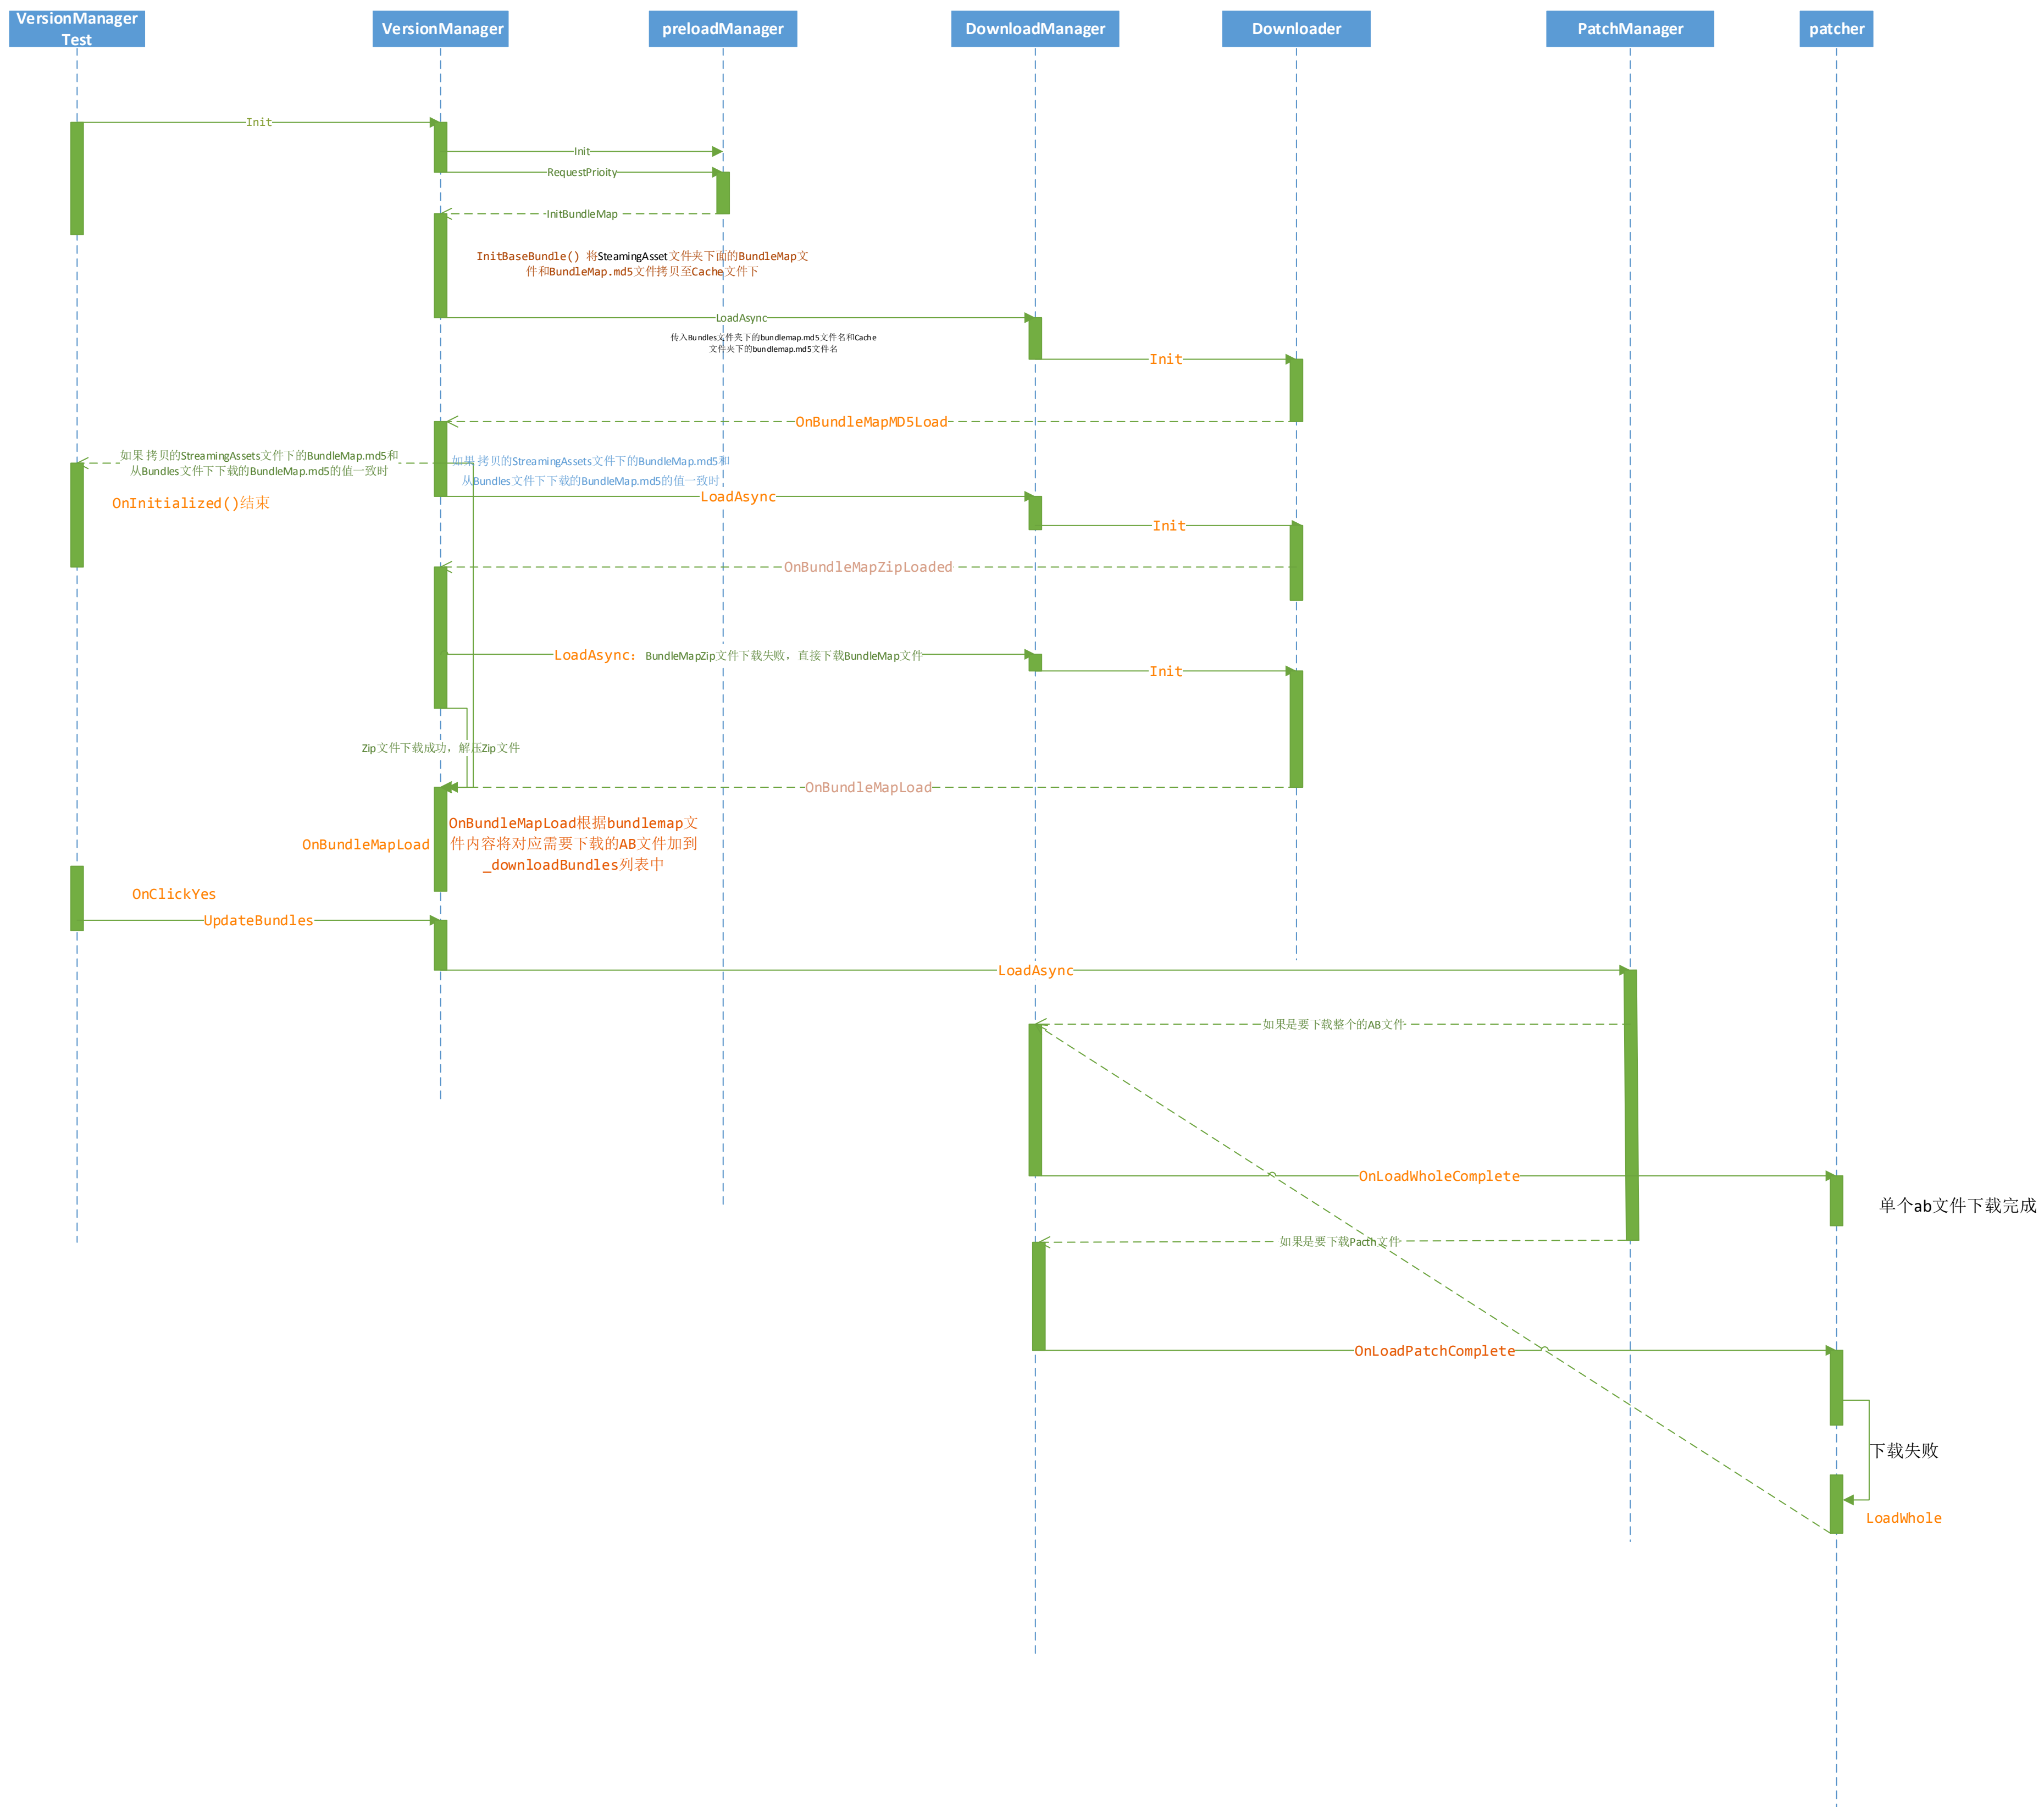 VersionManager
Test
VersionManager
preloadManager
DownloadManager
Downloader
PatchManager
patcher
Init
Init
RequestPrioity
InitBundleMap
InitBaseBundle() 将SteamingAsset文件夹下面的BundleMap文
件和BundleMap.md5文件拷贝至Cache文件下
LoadAsync
传入Bundles文件夹下的bundlemap.md5文件名和Cache
文件夹下的bundlemap.md5文件名
Init
OnBundleMapMD5Load
如果 拷贝的StreamingAssets文件下的BundleMap.md5和
从Bundles文件下下载的BundleMap.md5的值一致时
如果 拷贝的StreamingAssets文件下的BundleMap.md5和
从Bundles文件下下载的BundleMap.md5的值一致时
LoadAsync
OnInitialized()结束
Init
OnBundleMapZipLoaded
LoadAsync: BundleMapZip文件下载失败，直接下载BundleMap文件
Init
Zip文件下载成功，解压Zip文件
OnBundleMapLoad
OnBundleMapLoad
OnBundleMapLoad根据bundlemap文
件内容将对应需要下载的AB文件加到
_downloadBundles列表中
OnClickYes
UpdateBundles
LoadAsync
如果是要下载整个的AB文件
OnLoadWholeComplete
单个ab文件下载完成
如果是要下载Pacth文件
OnLoadPatchComplete
下载失败
LoadWhole